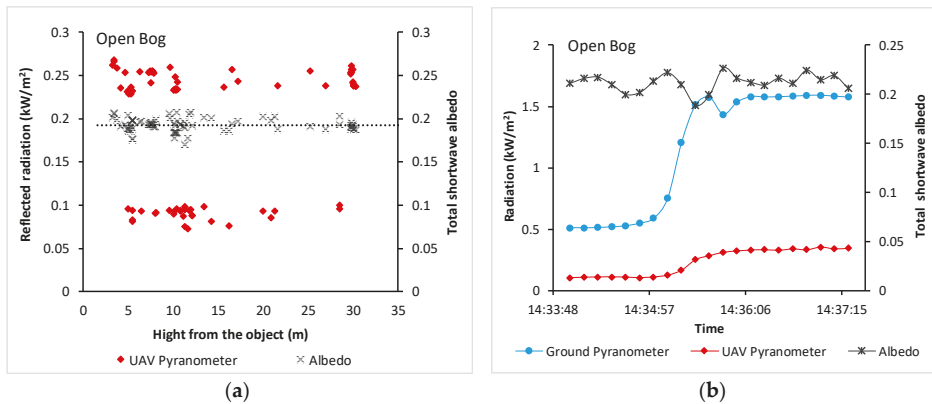 Open Bog
0.3
0.25
0.2
0.15
0.1
0.05
0
Reflected radiation (kW/m²)
0.3
0.25
0.2
0.15
0.1
0.05
0
Total shortwave albedo
0 5 10 15 20 25 30 35
Hight from the object (m)
UAV Pyranometer Albedo
(a)
Open Bog
2
1.5
1
0.5
0
Radiation (kW/m²)
0.25
0.2
0.15
0.1
0.05
0
Total shortwave albedo
14:33:48 14:34:57 14:36:06 14:37:15
Time
Ground Pyranometer UAV Pyranometer Albedo
(b)